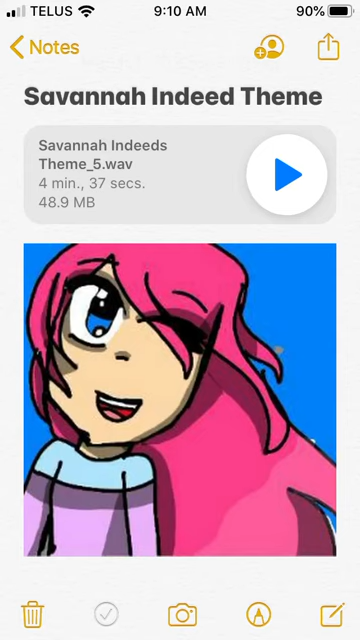 TELUS 9:10 AM 90%
Notes
Savannah Indeed Theme
Savannah Indeeds
Theme_5.wav
4 min., 37 secs.
48.9 MB